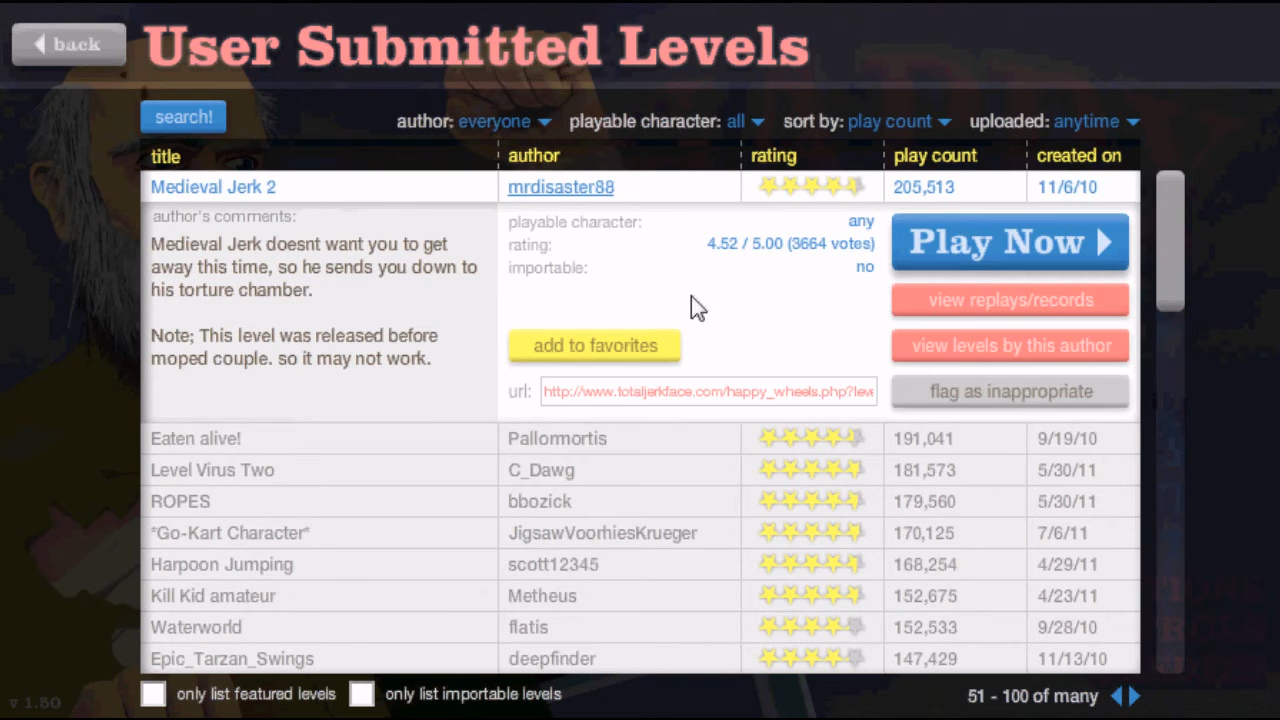 back
User Submitted Levels
search!
author: everyone playable character: all sort by: play count uploaded: anytime
title author rating play count created on
Medieval Jerk 2 mrdisaster88 205,513 11/6/10
author's comments:
Medieval Jerk doesnt want you to get
away this time, so he sends you down to
his torture chamber.
Note; This level was released before
moped couple. so it may not work.
playable character: any
rating: 4.52 / 5.00 (3664 votes)
importable: no
add to favorites
url: http://www.totaljerkface.com/happy_wheels.php?leve
Play Now
view replays/records
view levels by this author
flag as inappropriate
Eaten alive! Pallormortis 191,041 9/19/10
Level Virus Two C_Dawg 181,573 5/30/11
ROPES bbozick 179,560 5/30/11
*Go-Kart Character* JigsawVoorhiesKrueger 170,125 7/6/11
Harpoon Jumping scott12345 168,254 4/29/11
Kill Kid amateur Metheus 152,675 4/23/11
Waterworld flatis 152,533 9/28/10
Epic_Tarzan_Swings deepfinder 147,429 11/13/10
only list featured levels only list importable levels
51 - 100 of many
v 1.50